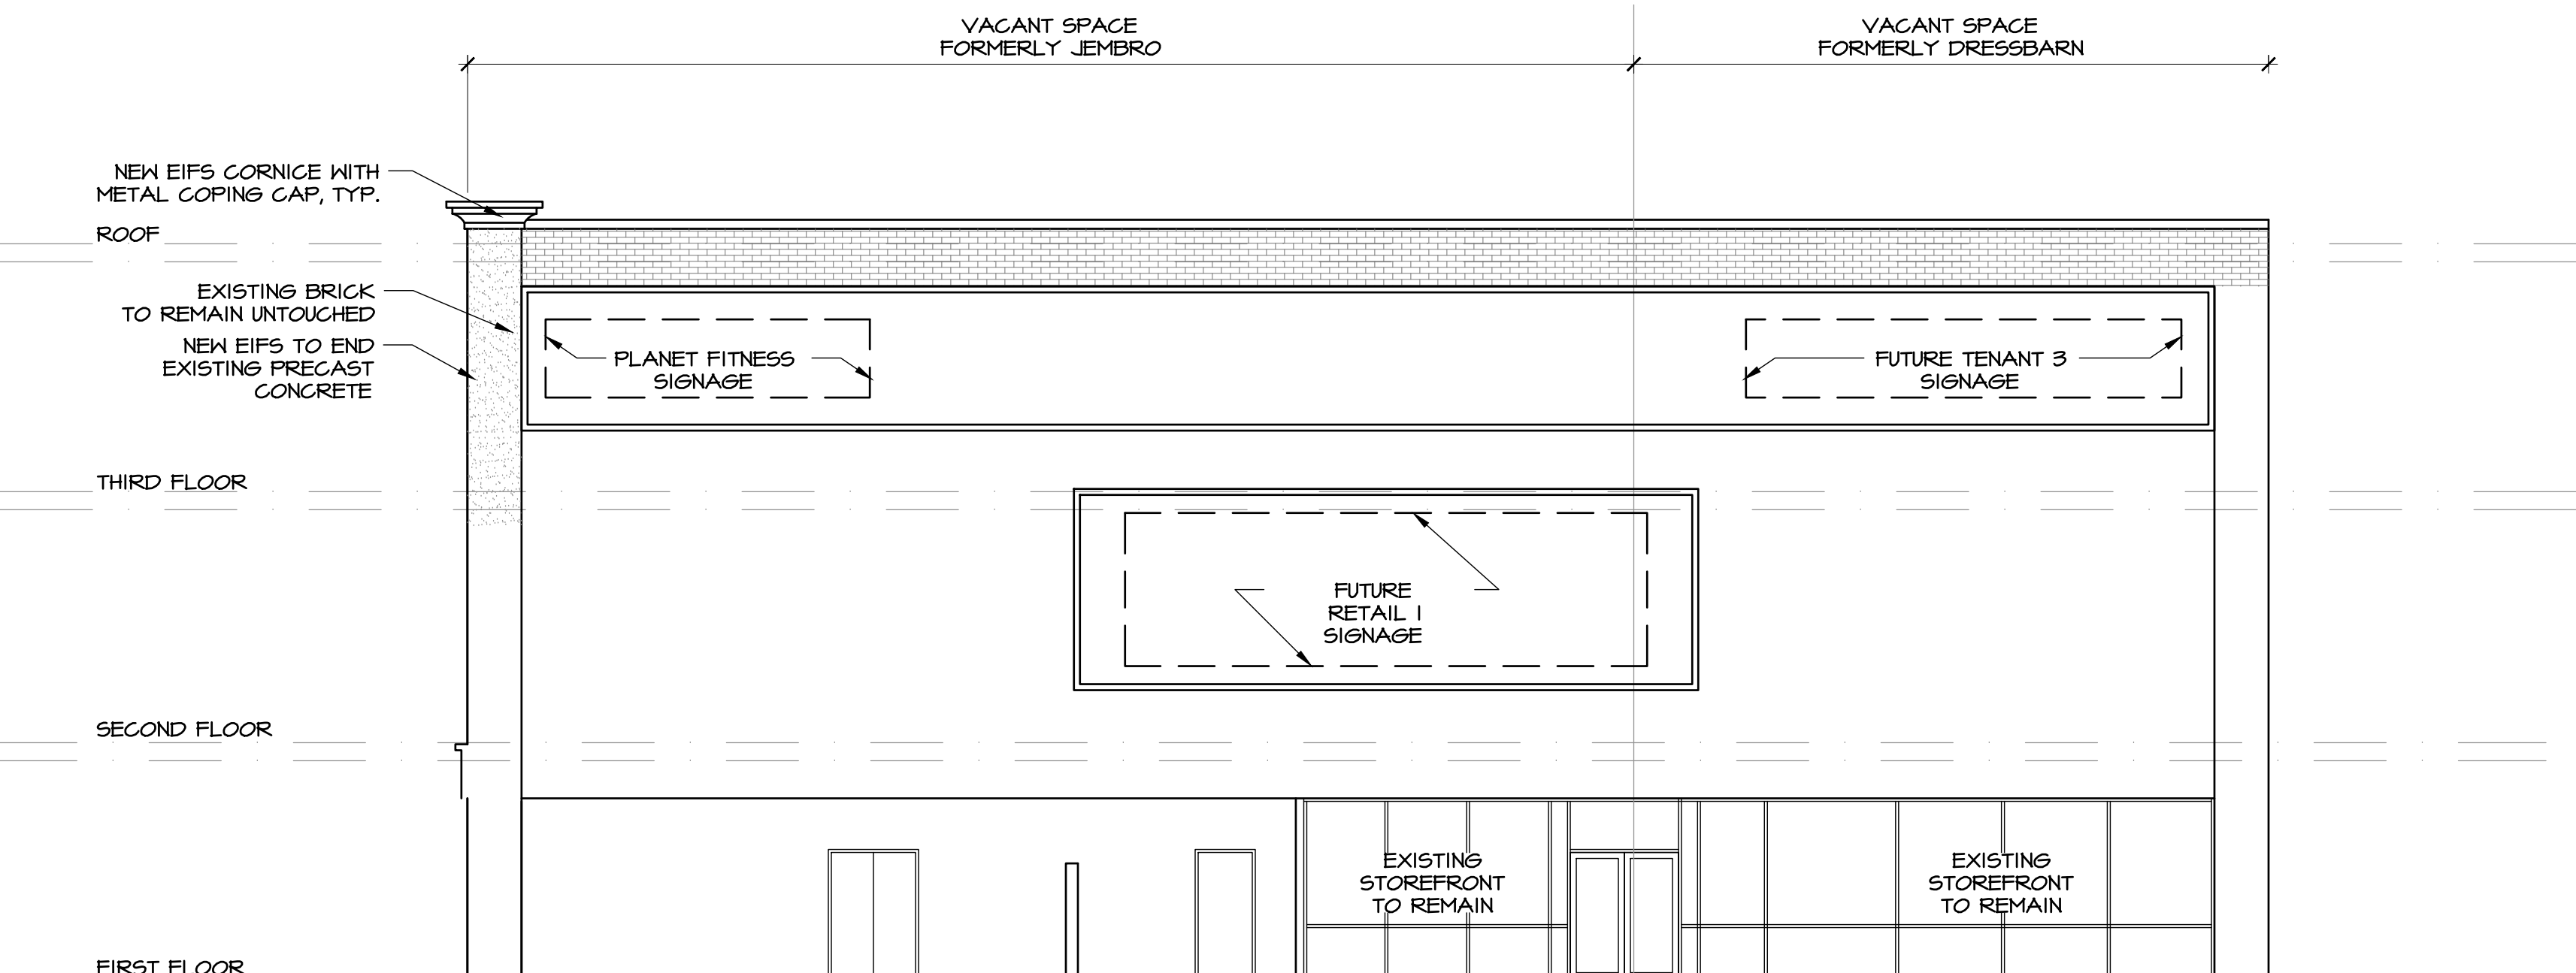 VACANT SPACE
FORMERLY JEMBRO
VACANT SPACE
FORMERLY DRESSBARN
NEW EIFS CORNICE WITH
METAL COPING CAP, TYP.
ROOF
EXISTING BRICK
TO REMAIN UNTOUCHED
NEW EIFS TO END
EXISTING PRECAST
CONCRETE
PLANET FITNESS
SIGNAGE
FUTURE TENANT 3
SIGNAGE
THIRD FLOOR
FUTURE
RETAIL 1
SIGNAGE
SECOND FLOOR
EXISTING
STOREFRONT
TO REMAIN
EXISTING
STOREFRONT
TO REMAIN
FIRST FLOOR